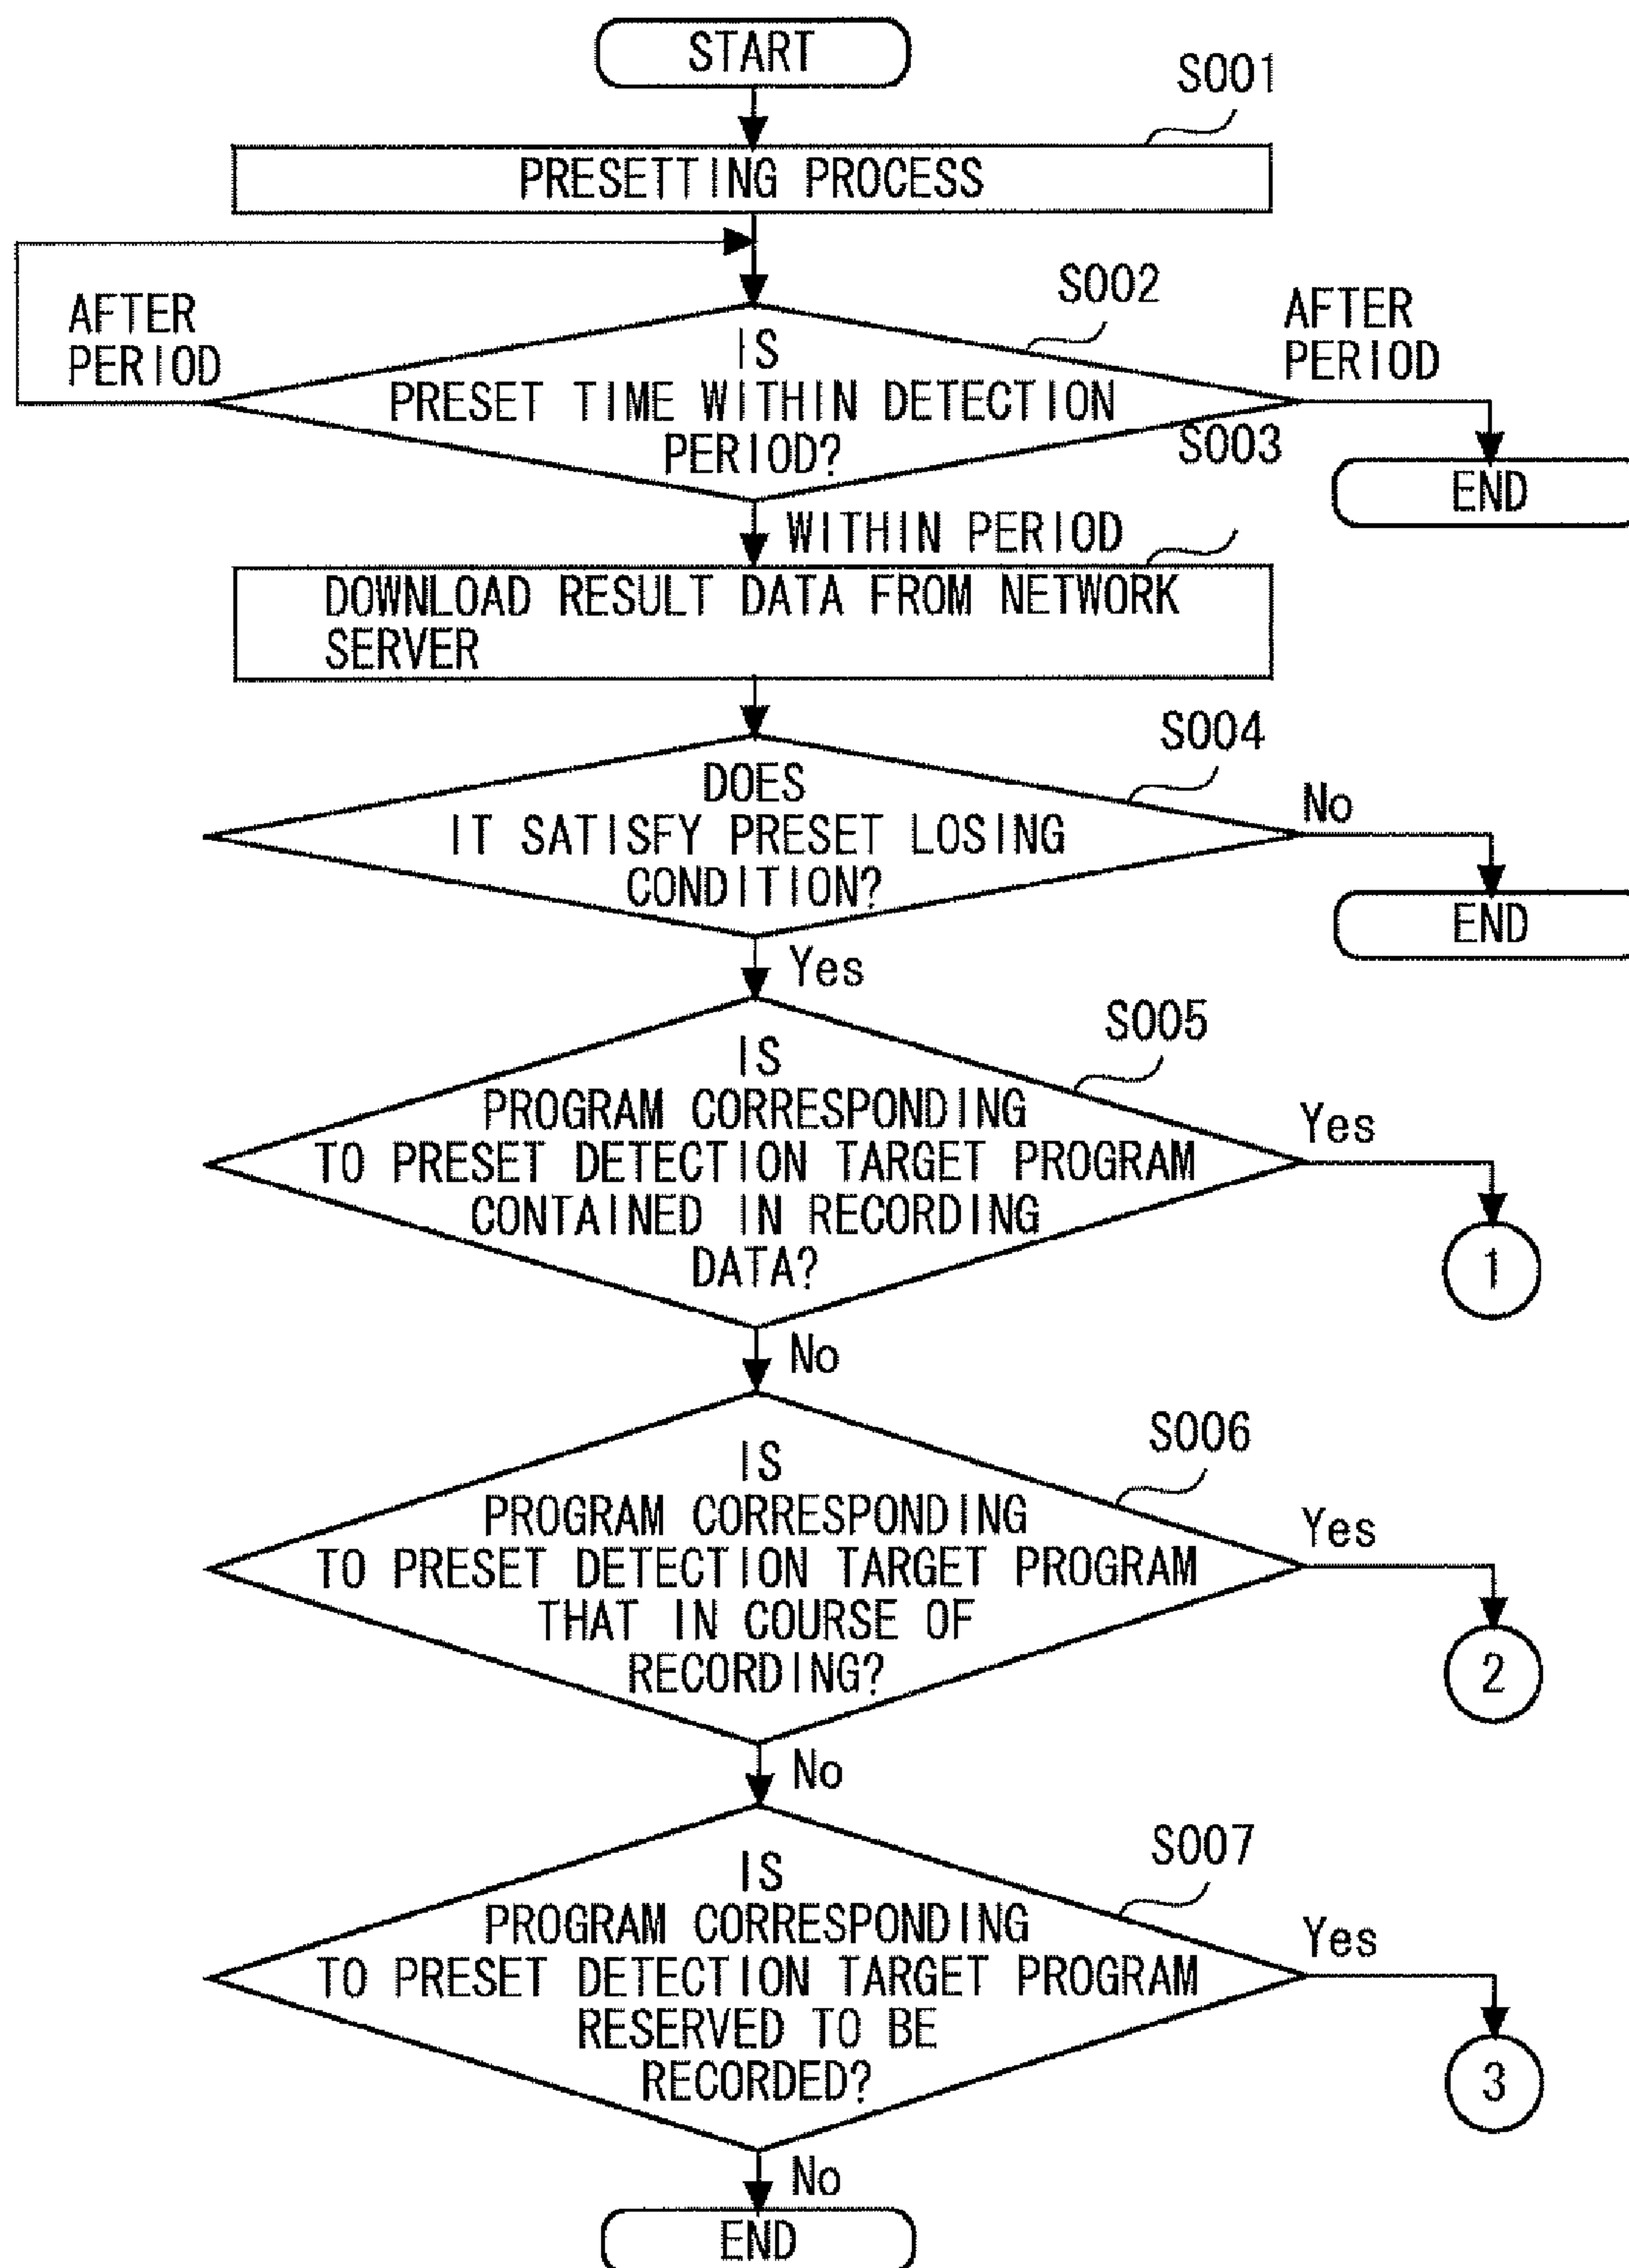 START
S001
PRESETTING PROCESS
S002
AFTER
PERIOD
AFTER
PERIOD
IS
PRESET TIME WITHIN DETECTION
PERIOD?
S003
END
WITHIN PERIOD
DOWNLOAD RESULT DATA FROM NETWORK
SERVER
S004
DOES
IT SATISFY PRESET LOSING
CONDITION?
No
END
Yes
S005
IS
PROGRAM CORRESPONDING
TO PRESET DETECTION TARGET PROGRAM
CONTAINED IN RECORDING
DATA?
Yes
1
No
S006
IS
PROGRAM CORRESPONDING
TO PRESET DETECTION TARGET PROGRAM
THAT IN COURSE OF
RECORDING?
Yes
2
No
S007
IS
PROGRAM CORRESPONDING
TO PRESET DETECTION TARGET PROGRAM
RESERVED TO BE
RECORDED?
Yes
3
No
END